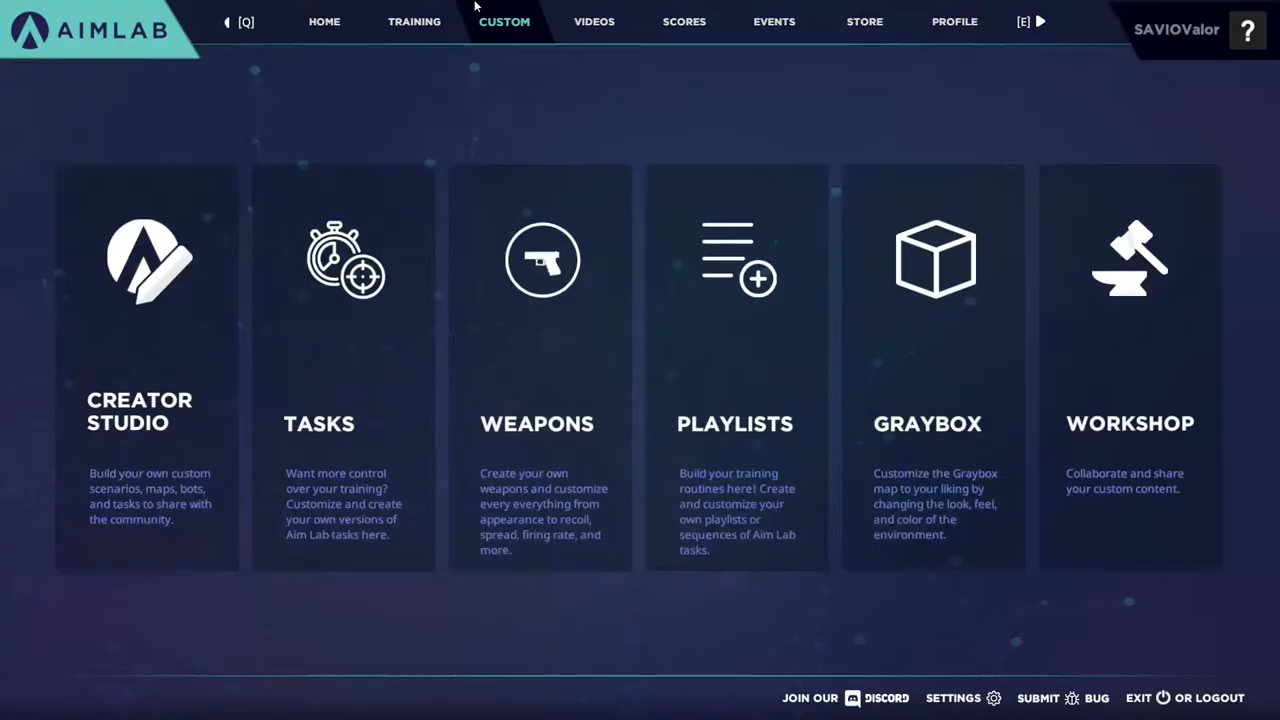 AIMLAB
[Q]
HOME
TRAINING
CUSTOM
VIDEOS
SCORES
EVENTS
STORE
PROFILE
[E]
SAVIOValor
?
CREATOR
STUDIO
Build your own custom
scenarios, maps, bots,
and tasks to share with
the community.
TASKS
Want more control
over your training?
Customize and create
your own versions of
Aim Lab tasks here.
WEAPONS
Create your own
weapons and customize
every everything from
appearance to recoil,
spread, firing rate, and
more.
PLAYLISTS
Build your training
routines here! Create
and customize your
own playlists or
sequences of Aim Lab
tasks.
GRAYBOX
Customize the Graybox
map to your liking by
changing the look, feel,
and color of the
environment.
WORKSHOP
Collaborate and share
your custom content.
JOIN OUR DISCORD
SETTINGS
SUBMIT BUG
EXIT OR LOGOUT